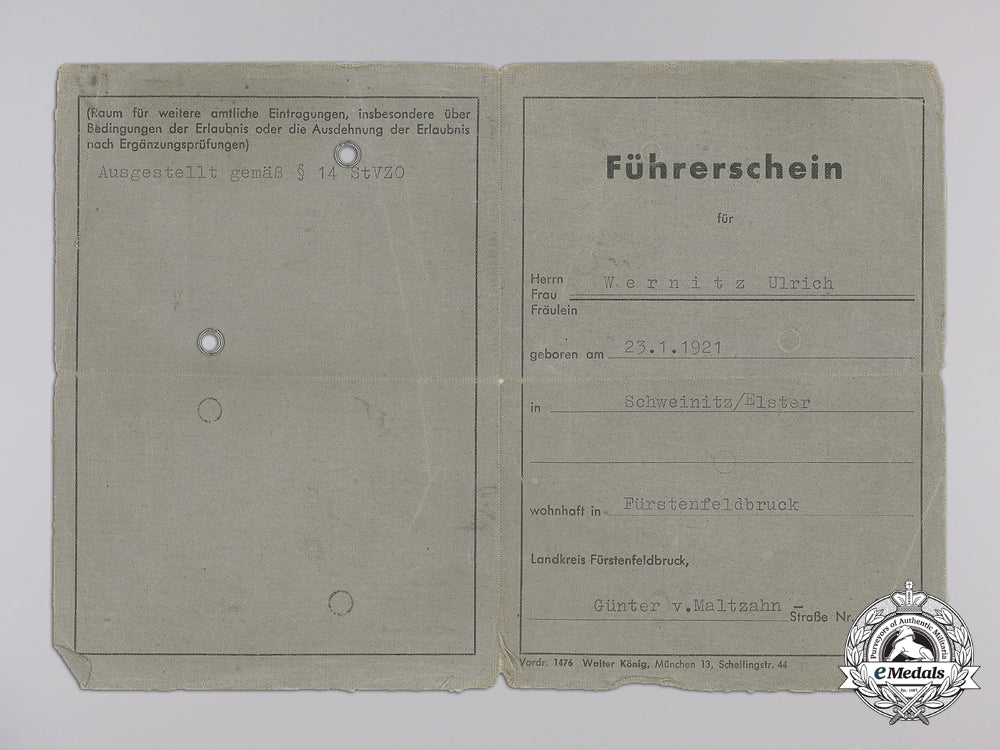 (Raum für weitere amtliche Eintragungen, insbesondere über
Bedingungen der Erlaubnis oder die Ausdehnung der Erlaubnis
nach Ergänzungsprüfungen)
Ausgestellt gemäß § 14 StVZO
Führerschein
für
Herrn
Frau
Fräulein
Wernitz Ulrich
geboren am 23.1.1921
in Schweinitz/Elster
wohnhaft in Fürstenfeldbruck
Landkreis Fürstenfeldbruck,
Günter v.Maltzahn - Straße Nr.
Vordr. 1476 Walter König, München 13, Schellingstr. 44
Purveyors of Authentic Militaria
eMedals